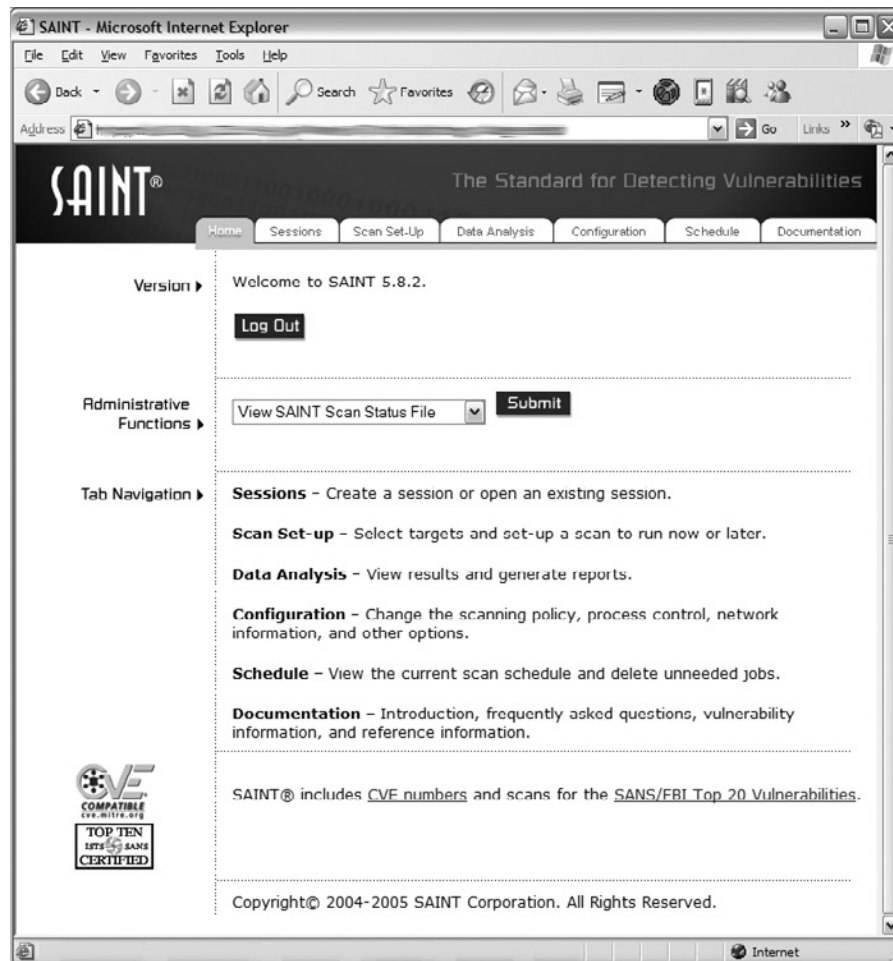 SAINT - Microsoft Internet Explorer
File Edit View Favorites Tools Help
Back Search Favorites
Address Go Links »
SAINT®
The Standard for Detecting Vulnerabilities
Home Sessions Scan Set-Up Data Analysis Configuration Schedule Documentation
Version
Welcome to SAINT 5.8.2.
Log Out
Administrative
Functions
View SAINT Scan Status File
Submit
Tab Navigation
Sessions – Create a session or open an existing session.
Scan Set-up – Select targets and set-up a scan to run now or later.
Data Analysis – View results and generate reports.
Configuration – Change the scanning policy, process control, network
information, and other options.
Schedule – View the current scan schedule and delete unneeded jobs.
Documentation – Introduction, frequently asked questions, vulnerability
information, and reference information.
CVE
COMPATIBLE
cve.mitre.org
TOP TEN
SANS
CERTIFIED
SAINT® includes CVE numbers and scans for the SANS/FBI Top 20 Vulnerabilities.
Copyright© 2004-2005 SAINT Corporation. All Rights Reserved.
Internet